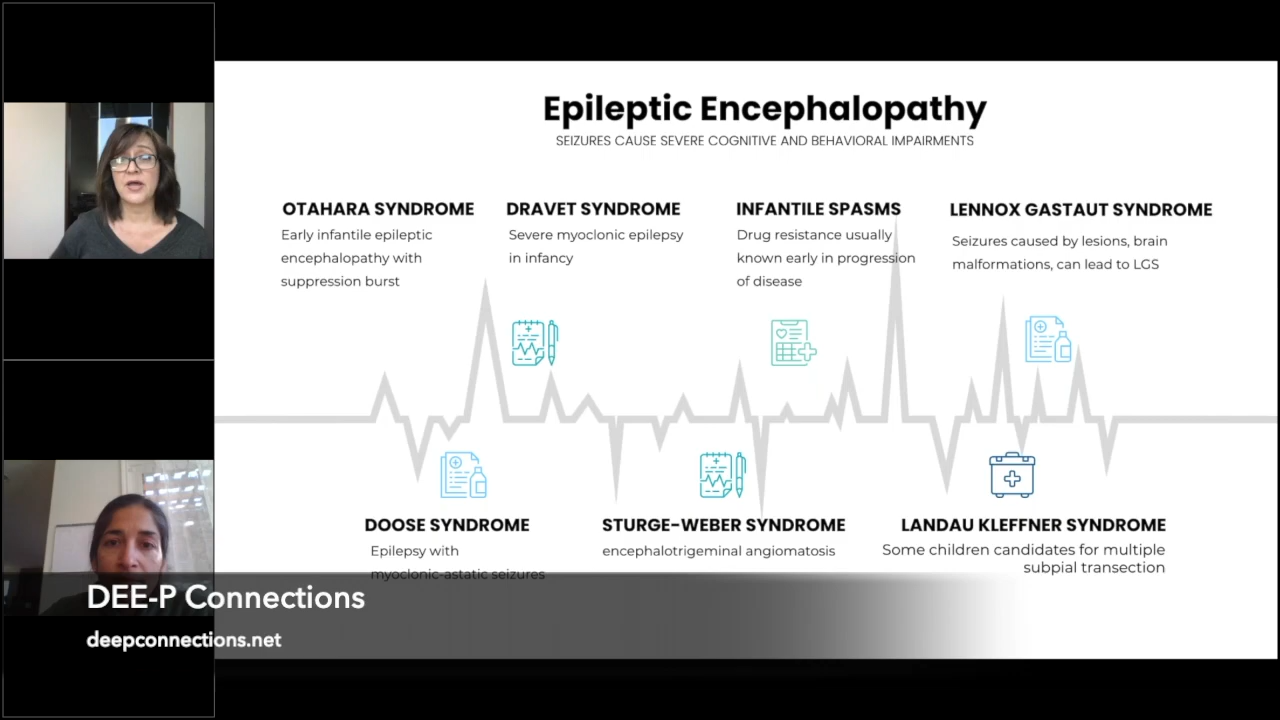 Epileptic Encephalopathy
SEIZURES CAUSE SEVERE COGNITIVE AND BEHAVIORAL IMPAIRMENTS
OTAHARA SYNDROME
Early infantile epileptic
encephalopathy with
suppression burst
DRAVET SYNDROME
Severe myoclonic epilepsy
in infancy
INFANTILE SPASMS
Drug resistance usually
known early in progression
of disease
LENNOX GASTAUT SYNDROME
Seizures caused by lesions, brain
malformations, can lead to LGS
DOOSE SYNDROME
Epilepsy with
myoclonic-astatic seizures
STURGE-WEBER SYNDROME
encephalotrigeminal angiomatosis
LANDAU KLEFFNER SYNDROME
Some children candidates for multiple
subpial transection
DEE-P Connections
deepconnections.net